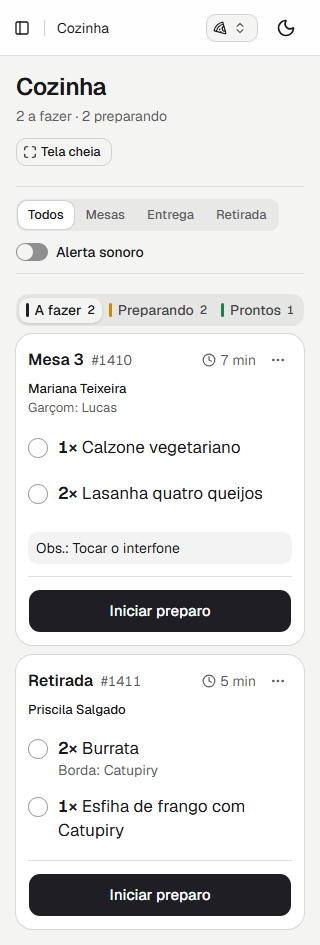 Cozinha
Cozinha
2 a fazer · 2 preparando
Tela cheia
Todos Mesas Entrega Retirada
Alerta sonoro
A fazer 2 Preparando 2 Prontos 1
Mesa 3 #1410 7 min
Mariana Teixeira
Garçom: Lucas
1× Calzone vegetariano
2× Lasanha quatro queijos
Obs.: Tocar o interfone
Iniciar preparo
Retirada #1411 5 min
Priscila Salgado
2× Burrata
Borda: Catupiry
1× Esfiha de frango com
Catupiry
Iniciar preparo